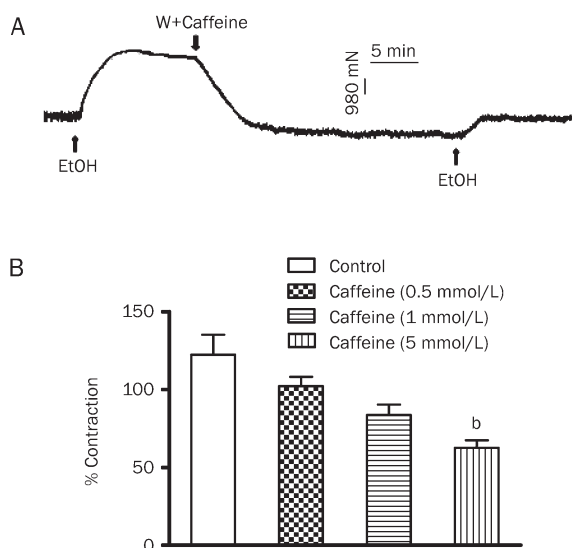 A
W+Caffeine
5 min
980 mN
EtOH
EtOH
B
Control
Caffeine (0.5 mmol/L)
Caffeine (1 mmol/L)
Caffeine (5 mmol/L)
% Contraction
150
100
50
0
b